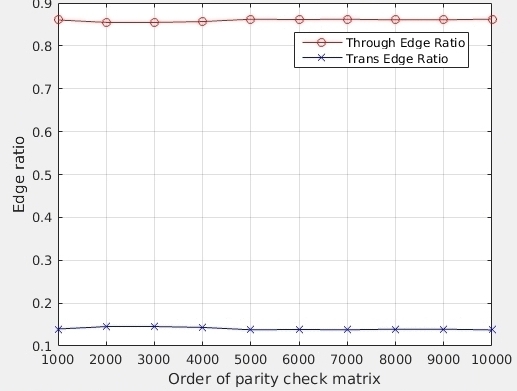 0.9
0.8
0.7
0.6
0.5
0.4
0.3
0.2
0.1
Edge ratio
Through Edge Ratio
Trans Edge Ratio
1000 2000 3000 4000 5000 6000 7000 8000 9000 10000
Order of parity check matrix